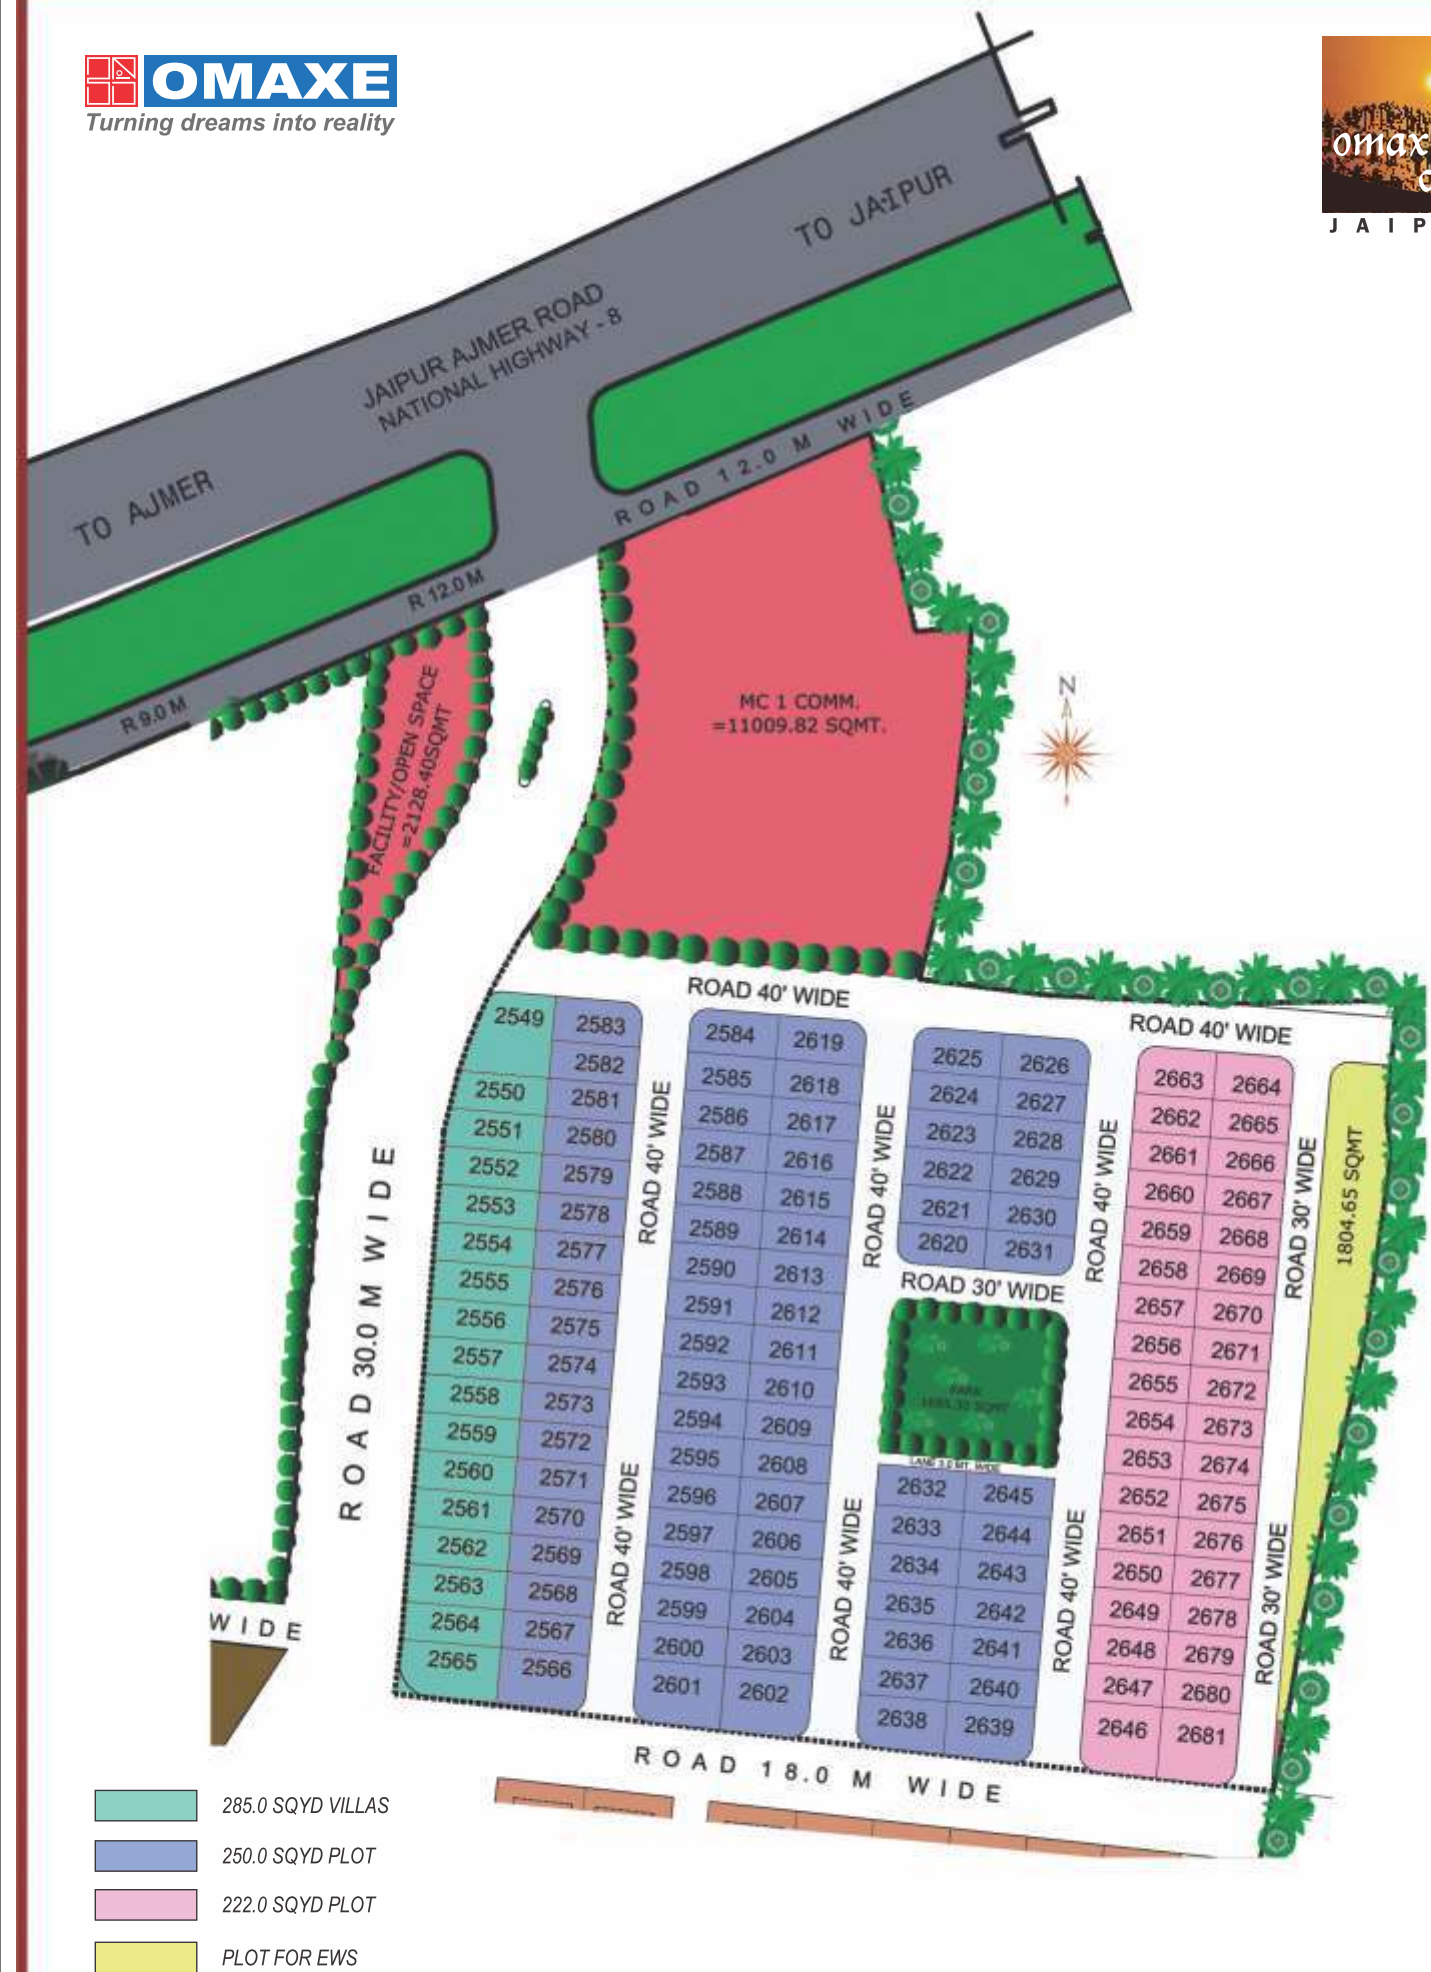 OMAXE
Turning dreams into reality
omax
J A I P
TO JAIPUR
JAIPUR AJMER ROAD
NATIONAL HIGHWAY - 8
ROAD 12.0 M WIDE
TO AJMER
R 12.0 M
R 9.0 M
FACILITY/OPEN SPACE
=2128.40SQMT
MC 1 COMM.
=11009.82 SQMT.
N
ROAD 40' WIDE
ROAD 40' WIDE
ROAD 30.0 M WIDE
2549
2550
2551
2552
2553
2554
2555
2556
2557
2558
2559
2560
2561
2562
2563
2564
2565
2583
2582
2581
2580
2579
2578
2577
2576
2575
2574
2573
2572
2571
2570
2569
2568
2567
2566
ROAD 40' WIDE
ROAD 40' WIDE
2584
2585
2586
2587
2588
2589
2590
2591
2592
2593
2594
2595
2596
2597
2598
2599
2600
2601
2619
2618
2617
2616
2615
2614
2613
2612
2611
2610
2609
2608
2607
2606
2605
2604
2603
2602
ROAD 40' WIDE
ROAD 40' WIDE
2625 2626
2624 2627
2623 2628
2622 2629
2621 2630
2620 2631
ROAD 30' WIDE
PARK
SQMT
LANE 3.0 MT. WIDE
2632 2645
2633 2644
2634 2643
2635 2642
2636 2641
2637 2640
2638 2639
ROAD 40' WIDE
ROAD 40' WIDE
2663 2664
2662 2665
2661 2666
2660 2667
2659 2668
2658 2669
2657 2670
2656 2671
2655 2672
2654 2673
2653 2674
2652 2675
2651 2676
2650 2677
2649 2678
2648 2679
2647 2680
2646 2681
ROAD 30' WIDE
ROAD 30' WIDE
1804.65 SQMT
WIDE
ROAD 18.0 M WIDE
285.0 SQYD VILLAS
250.0 SQYD PLOT
222.0 SQYD PLOT
PLOT FOR EWS